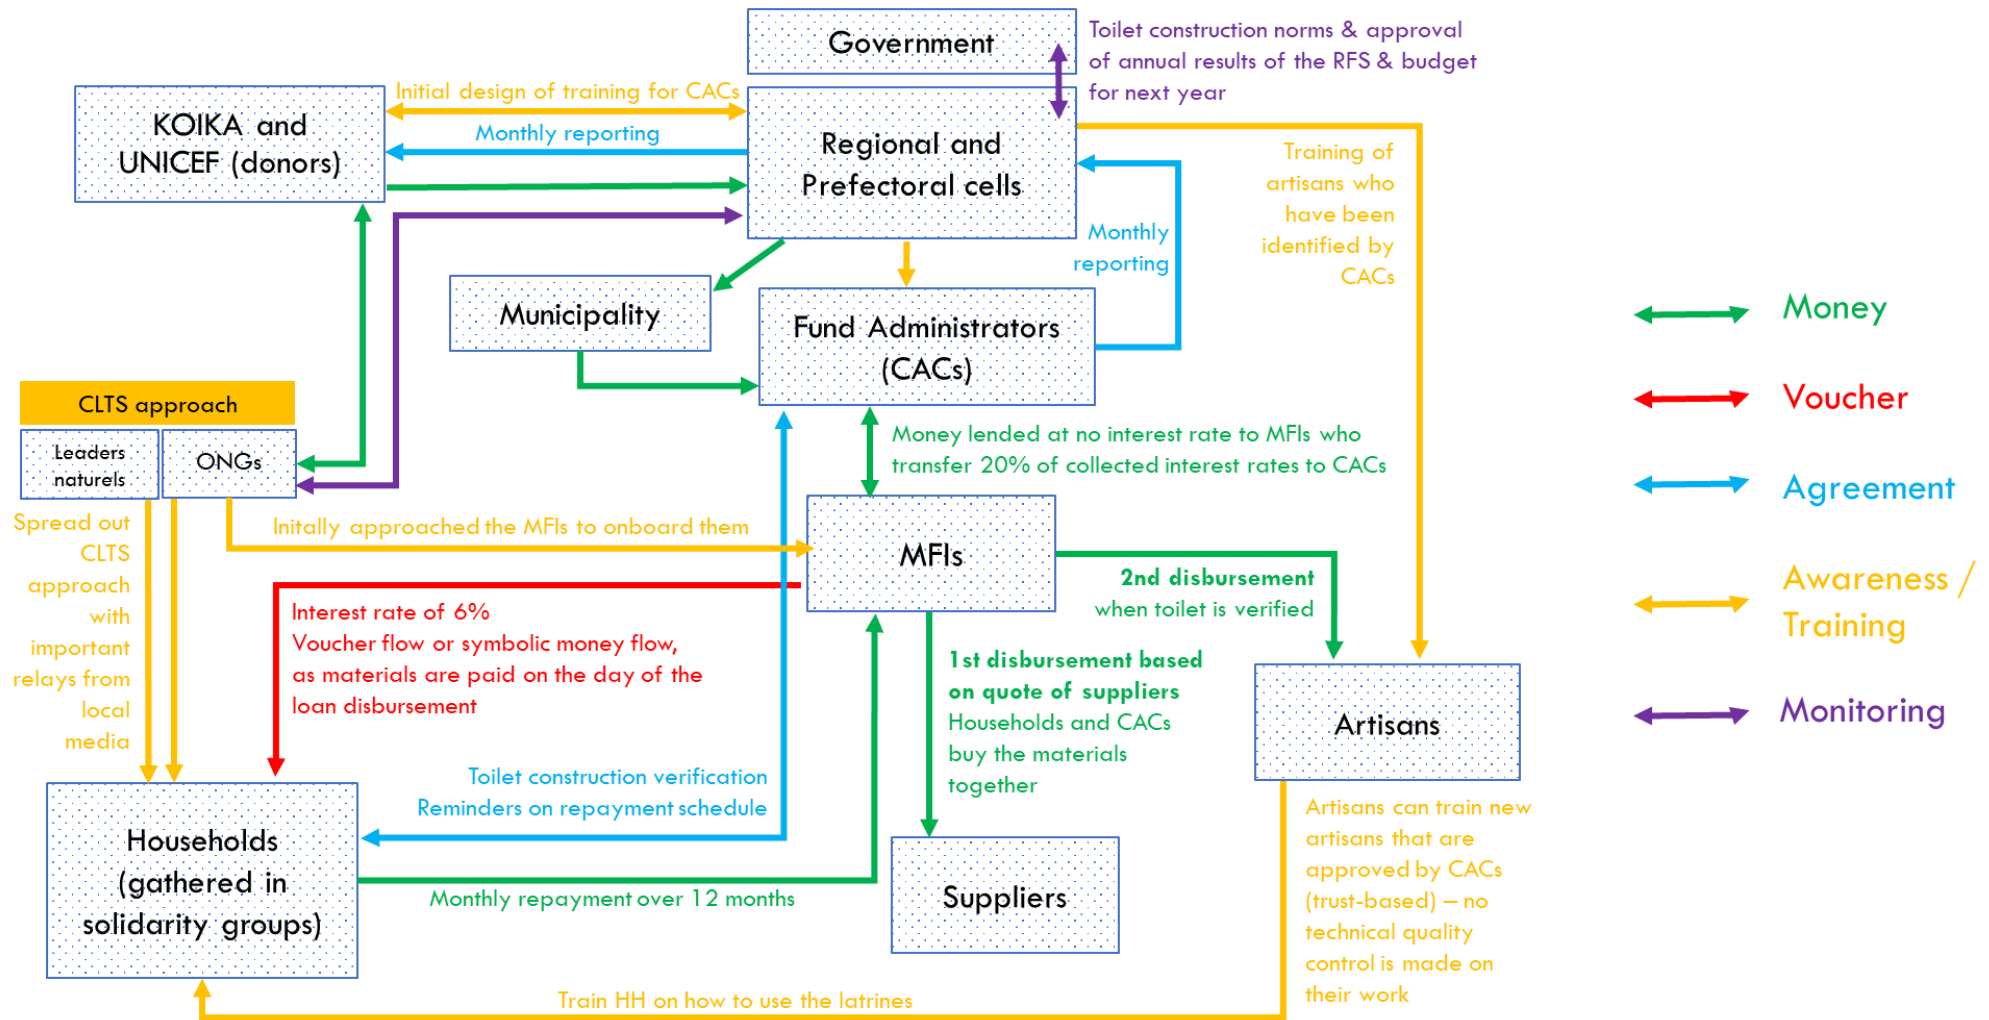 Government
Toilet construction norms & approval
of annual results of the RFS & budget
for next year
KOIKA and
UNICEF (donors)
Initial design of training for CACs
Monthly reporting
Regional and
Prefectoral cells
Training of
artisans who
have been
identified by
CACs
Monthly
reporting
Municipality
Fund Administrators
(CACs)
Money
Voucher
Agreement
Awareness /
Training
Monitoring
CLTS approach
Leaders
naturels
ONGs
Money lended at no interest rate to MFIs who
transfer 20% of collected interest rates to CACs
Spread out
CLTS
approach
with
important
relays from
local
media
Initally approached the MFIs to onboard them
MFIs
2nd disbursement
when toilet is verified
Interest rate of 6%
Voucher flow or symbolic money flow,
as materials are paid on the day of the
loan disbursement
1st disbursement based
on quote of suppliers
Households and CACs
buy the materials
together
Artisans
Toilet construction verification
Reminders on repayment schedule
Households
(gathered in
solidarity groups)
Monthly repayment over 12 months
Suppliers
Artisans can train new
artisans that are
approved by CACs
(trust-based) – no
technical quality
control is made on
their work
Train HH on how to use the latrines